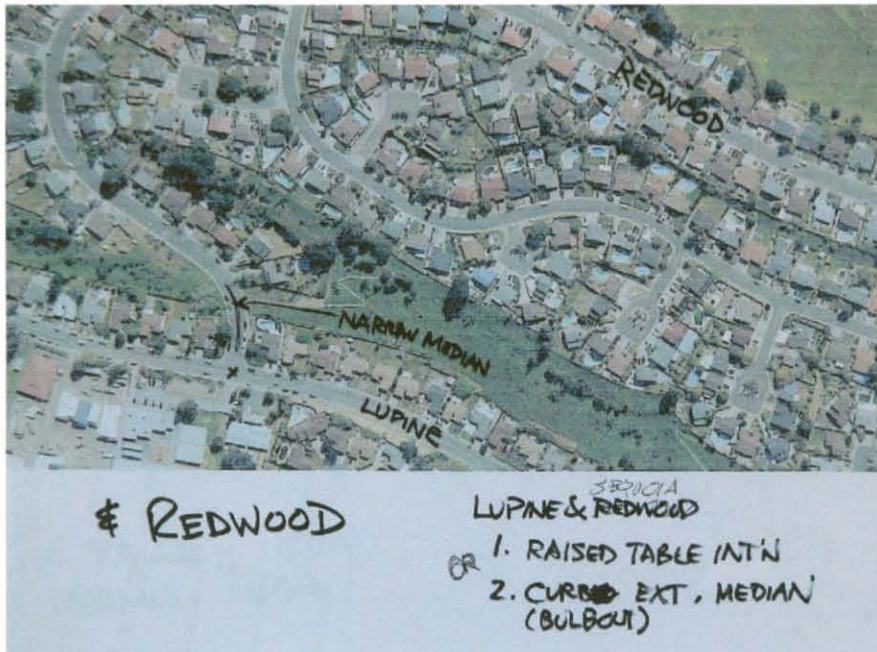 REDWOOD
NARROW MEDIAN
LUPINE
& REDWOOD
SEQUOIA
LUPINE & REDWOOD
OR 1. RAISED TABLE INT'N
2. CURB EXT, MEDIAN
(BULBOUT)